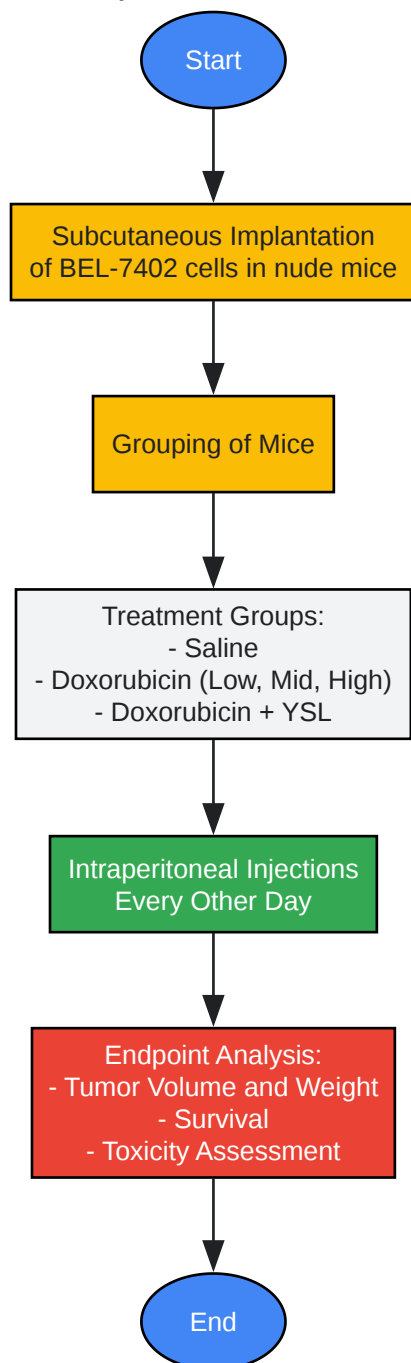 Start
Subcutaneous Implantation
of BEL-7402 cells in nude mice
Grouping of Mice
Treatment Groups:
- Saline
- Doxorubicin (Low, Mid, High)
- Doxorubicin + YSL
Intraperitoneal Injections
Every Other Day
Endpoint Analysis:
- Tumor Volume and Weight
- Survival
- Toxicity Assessment
End